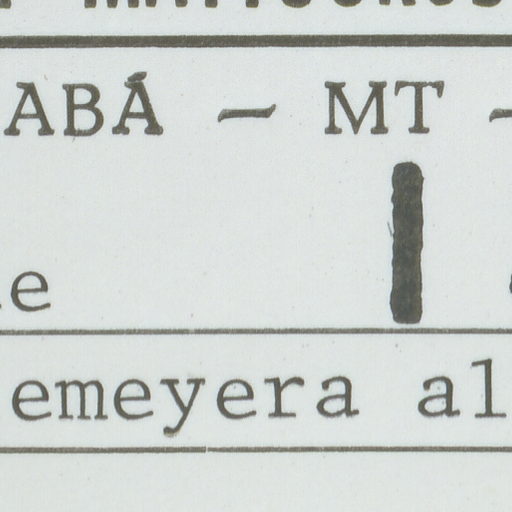 ABÁ - MT -
e
emeyera al